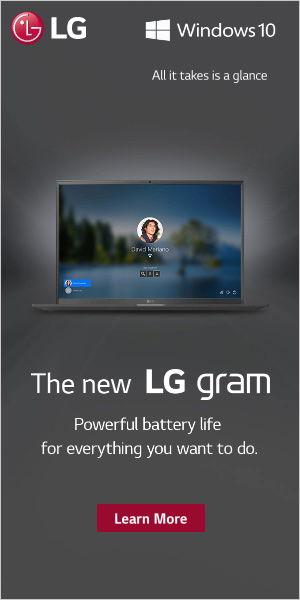 LG
Windows 10
All it takes is a glance
David Mariano
The new LG gram
Powerful battery life
for everything you want to do.
Learn More